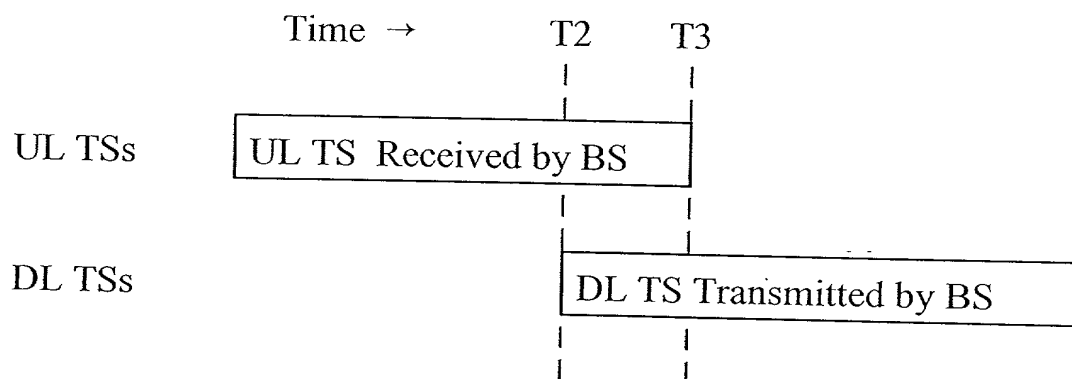 Time → T2 T3
UL TSs UL TS Received by BS
DL TSs DL TS Transmitted by BS